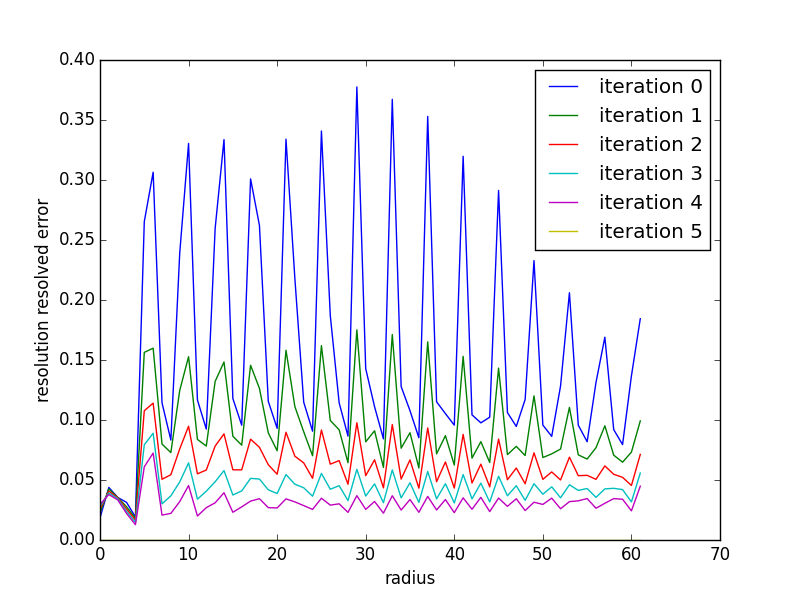 0.40
0.35
0.30
0.25
0.20
0.15
0.10
0.05
0.00
resolution resolved error
iteration 0
iteration 1
iteration 2
iteration 3
iteration 4
iteration 5
0 10 20 30 40 50 60 70
radius